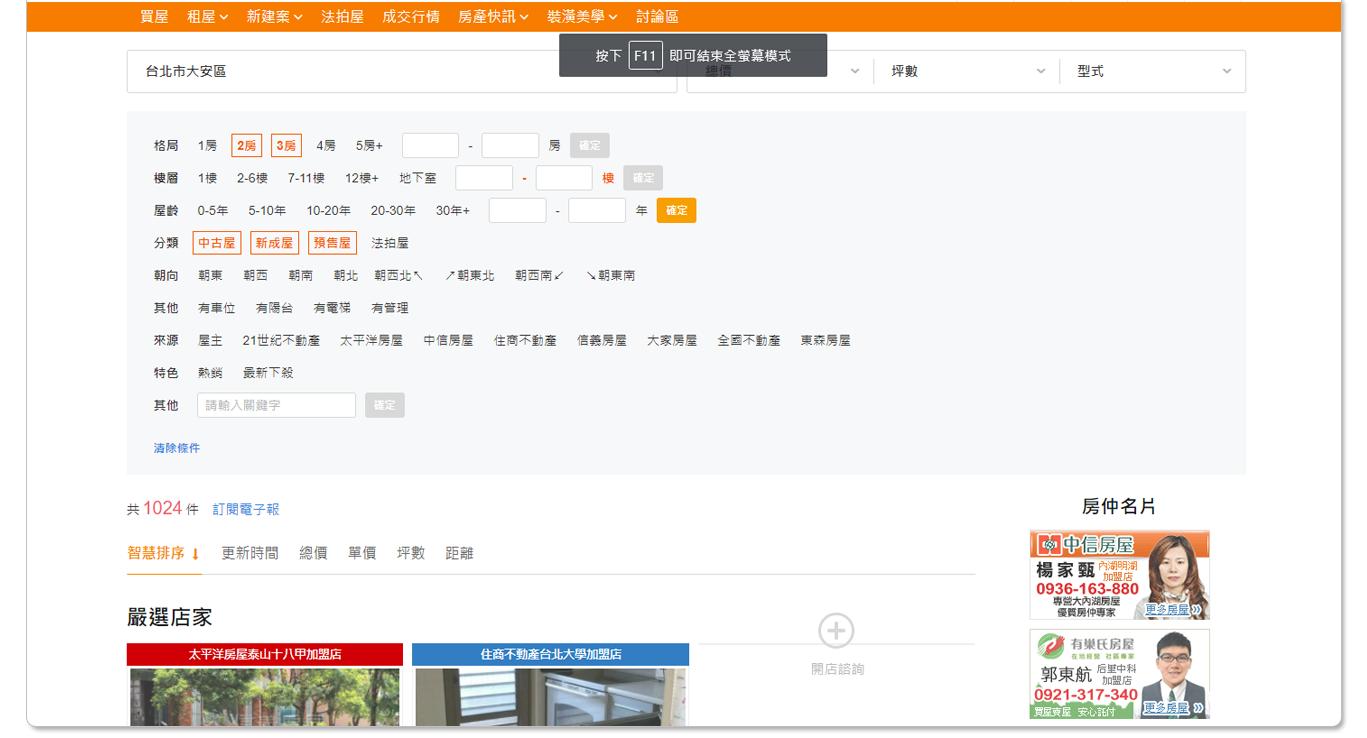 買屋 租屋 新建案 法拍屋 成交行情 房產快訊 裝潢美學 討論區
按下 F11 即可結束全螢幕模式
台北市大安區 總價 坪數 型式
格局 1房 2房 3房 4房 5房+ - 房 確定
樓層 1樓 2-6樓 7-11樓 12樓+ 地下室 - 樓 確定
屋齡 0-5年 5-10年 10-20年 20-30年 30年+ - 年 確定
分類 中古屋 新成屋 預售屋 法拍屋
朝向 朝東 朝西 朝南 朝北 朝西北↖ ↗朝東北 朝西南↙ ↘朝東南
其他 有車位 有陽台 有電梯 有管理
來源 屋主 21世紀不動產 太平洋房屋 中信房屋 住商不動產 信義房屋 大家房屋 全國不動產 東森房屋
特色 熱銷 最新下殺
其他 請輸入關鍵字 確定
清除條件
共 1024 件 訂閱電子報
智慧排序 ↓ 更新時間 總價 單價 坪數 距離
嚴選店家
太平洋房屋泰山十八甲加盟店
住商不動產台北大學加盟店
開店諮詢
房仲名片
中信房屋
楊家甄 內湖明湖加盟店
0936-163-880
專營大內湖房屋
優質房仲專家
更多房屋 »
有巢氏房屋
在地經營 社區專家
郭東航 后里中科加盟店
0921-317-340
買屋賣屋 安心託付
更多房屋 »